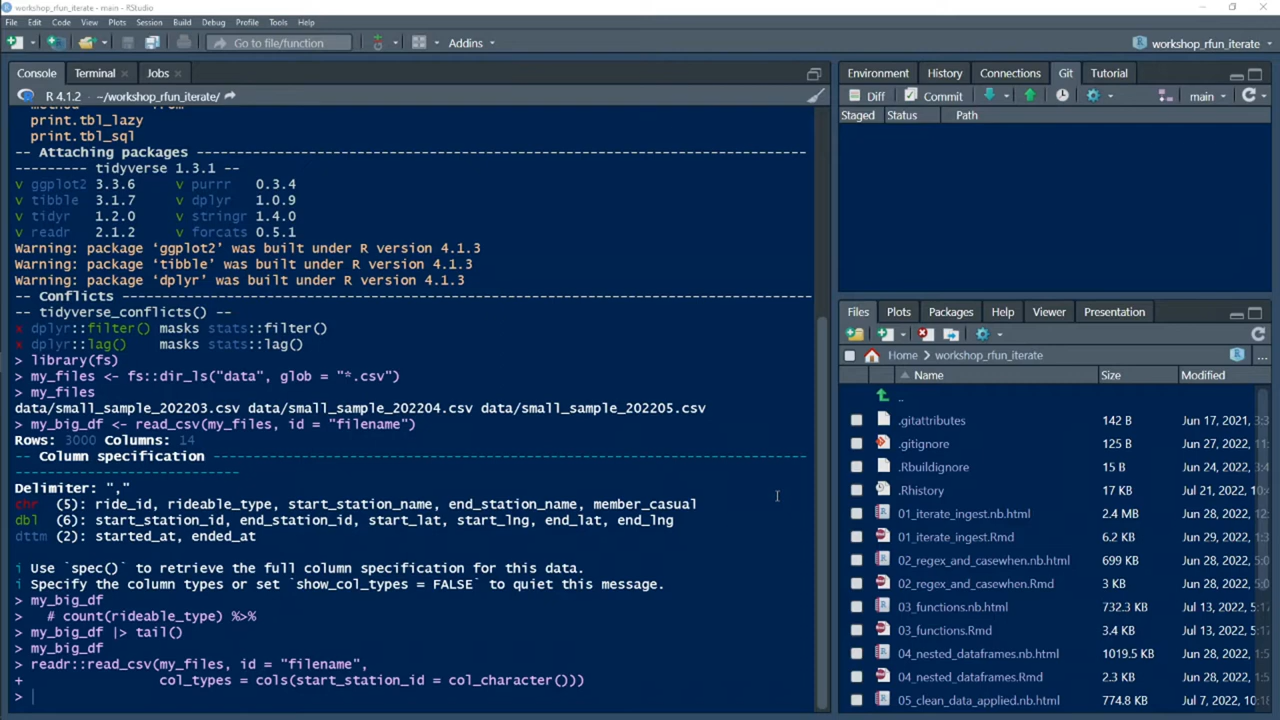 workshop_rfun_iterate - main - RStudio
File Edit Code View Plots Session Build Debug Profile Tools Help
Go to file/function Addins workshop_rfun_iterate
Console Terminal Jobs
R 4.1.2 · ~/workshop_rfun_iterate/
print.tbl_lazy
print.tbl_sql
-- Attaching packages --------------------------------------------------------------------------
--------- tidyverse 1.3.1 --
v ggplot2 3.3.6 v purrr 0.3.4
v tibble 3.1.7 v dplyr 1.0.9
v tidyr 1.2.0 v stringr 1.4.0
v readr 2.1.2 v forcats 0.5.1
Warning: package ‘ggplot2’ was built under R version 4.1.3
Warning: package ‘tibble’ was built under R version 4.1.3
Warning: package ‘dplyr’ was built under R version 4.1.3
-- Conflicts -----------------------------------------------------------------------------------
-- tidyverse_conflicts() --
x dplyr::filter() masks stats::filter()
x dplyr::lag() masks stats::lag()
> library(fs)
> my_files <- fs::dir_ls("data", glob = "*.csv")
> my_files
data/small_sample_202203.csv data/small_sample_202204.csv data/small_sample_202205.csv
> my_big_df <- read_csv(my_files, id = "filename")
Rows: 3000 Columns: 14
-- Column specification ------------------------------------------------------------------------
----------------------------
Delimiter: ","
chr (5): ride_id, rideable_type, start_station_name, end_station_name, member_casual
dbl (6): start_station_id, end_station_id, start_lat, start_lng, end_lat, end_lng
dttm (2): started_at, ended_at
i Use `spec()` to retrieve the full column specification for this data.
i Specify the column types or set `show_col_types = FALSE` to quiet this message.
> my_big_df
> # count(rideable_type) %>%
> my_big_df |> tail()
> my_big_df
> readr::read_csv(my_files, id = "filename",
+ col_types = cols(start_station_id = col_character()))
>
Environment History Connections Git Tutorial
Diff Commit main
Staged Status Path
Files Plots Packages Help Viewer Presentation
Home workshop_rfun_iterate ...
Name Size Modified
..
.gitattributes 142 B Jun 17, 2021, 3:3
.gitignore 125 B Jun 22, 2022, 3:4
.Rbuildignore 15 B Jun 24, 2022, 3:
.Rhistory 17 KB Jul 21, 2022, 10:
01_iterate_ingest.nb.html 2.4 MB Jun 28, 2022,
01_iterate_ingest.Rmd 6.2 KB Jun 29, 2022,
02_regex_and_casewhen.nb.html 699 KB Jun 28, 2022,
02_regex_and_casewhen.Rmd 3 KB Jun 28, 2022,
03_functions.nb.html 732.3 KB Jul 13, 2022, 5:1
03_functions.Rmd 3.4 KB Jul 13, 2022, 5:1
04_nested_dataframes.nb.html 1019.5 KB Jun 28, 2022,
04_nested_dataframes.Rmd 2.3 KB Jun 28, 2022,
05_clean_data_applied.nb.html 774.8 KB Jul 7, 2022, 10:1